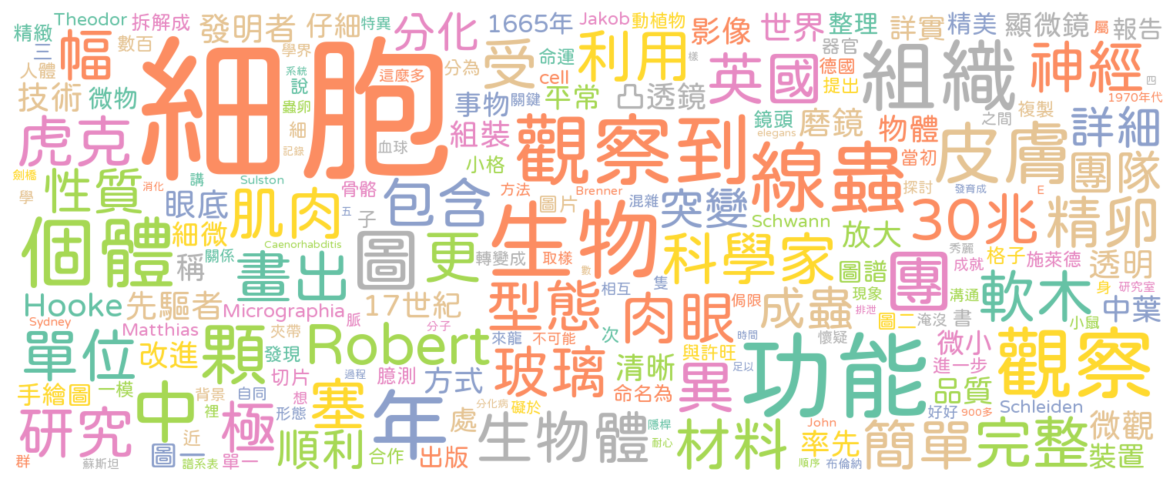 Theodor 拆解成 發明者 仔細 特異 分化 1665年 Jakob 動植物 影像 世界 整理 詳實 精美 顯微鏡 屬 報告
精緻 三 數百 幅 細胞 學界 受 命運 利用 器官 英國 組織 神經
人體 系統 說 這麼多 分為 cell 平常 凸透鏡 德國 提出 樣 四
技術 微物 蟲卵 事物 關鍵 鏡頭 磨鏡 物體 之間 複製 1970年代
虎克 細 記錄 血球 組裝 小格 觀察到 elegans 線蟲 當初 皮膚 詳細
劍橋 學 性質 消化 講 Sulston 骨骼 包含 方法 Brenner 混雜 突變 探討 發育成 E 團隊
個體 眼底 肌肉 五 子 生物 圖片 Schwann 放大 30兆 精卵
細微 Caenorhabditis 圖 更 轉變成 取樣 科學家 數 隻 圖譜 秀麗 格子 施萊德
稱 關係 畫出 相互 現象 團 成就 溝通 身 研究室 透明
Hooke 先驅者 Micrographia 17世紀 型態 肉眼 侷限 成蟲 圖二 淹沒 書 軟木 中葉
Sydney Matthias 夾帶 脈 分子 來龍 不可能 次 懷疑 微小 小鼠
單位 改進 顆 發現 Robert 過程 玻璃 清晰 與許旺 時間 功能 進一步 觀察
手繪圖 一模 背景 自同 切片 臆測 方式 命名為 足以 異 品質
研究 中 裡 極 想 形態 塞 年 處 分化病 礙於 生物體 隱桿 材料 John 好好 900多 Schleiden 微觀
群 近 蘇斯坦 圖一 譜系表 單一 順利 合作 出版 耐心 順序 率先 布倫納 簡單 完整 裝置